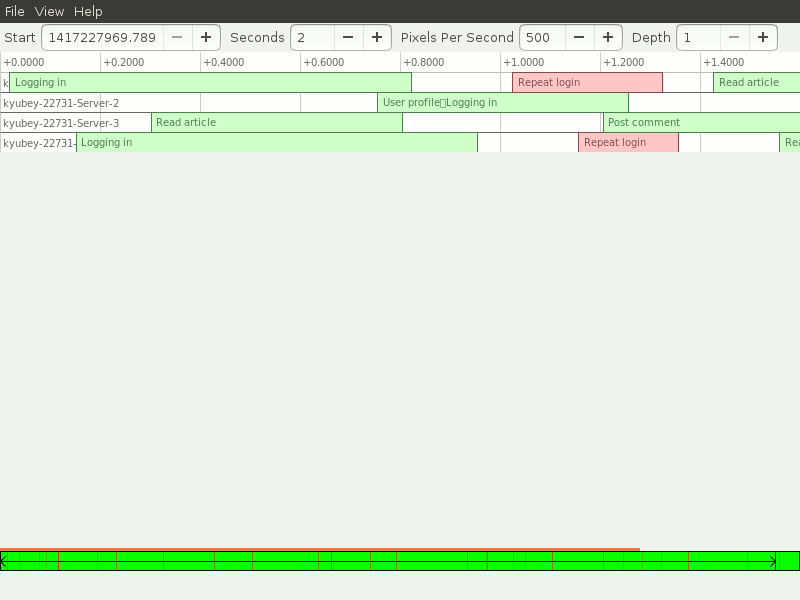 File View Help
Start 1417227969.789 − + Seconds 2 − + Pixels Per Second 500 − + Depth 1 − +
+0.0000 +0.2000 +0.4000 +0.6000 +0.8000 +1.0000 +1.2000 +1.4000
k Logging in Repeat login Read article
kyubey-22731-Server-2 User profile▯Logging in
kyubey-22731-Server-3 Read article Post comment
kyubey-22731- Logging in Repeat login Rea